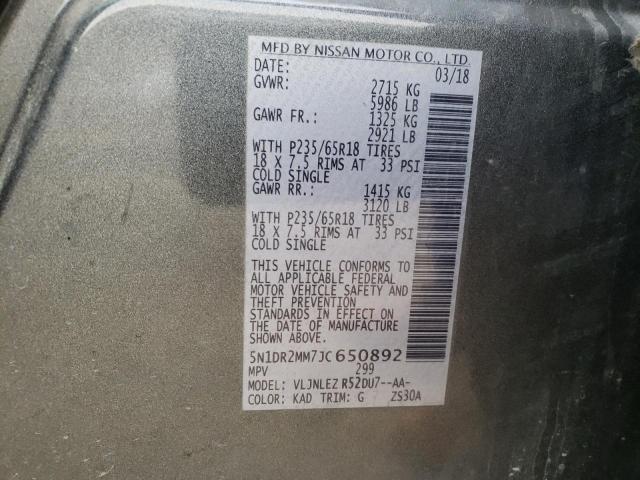 MFD BY NISSAN MOTOR CO., LTD.
DATE: 03/18
GVWR: 2715 KG
5986 LB
GAWR FR.: 1325 KG
2921 LB
WITH P235/65R18 TIRES
18 X 7.5 RIMS AT 33 PSI
COLD SINGLE
GAWR RR.: 1415 KG
3120 LB
WITH P235/65R18 TIRES
18 X 7.5 RIMS AT 33 PSI
COLD SINGLE
THIS VEHICLE CONFORMS TO
ALL APPLICABLE FEDERAL
MOTOR VEHICLE SAFETY AND
THEFT PREVENTION
STANDARDS IN EFFECT ON
THE DATE OF MANUFACTURE
SHOWN ABOVE.
5N1DR2MM7JC650892
MPV 299
MODEL: VLJNLEZ R52DU7--AA-
COLOR: KAD TRIM: G ZS30A